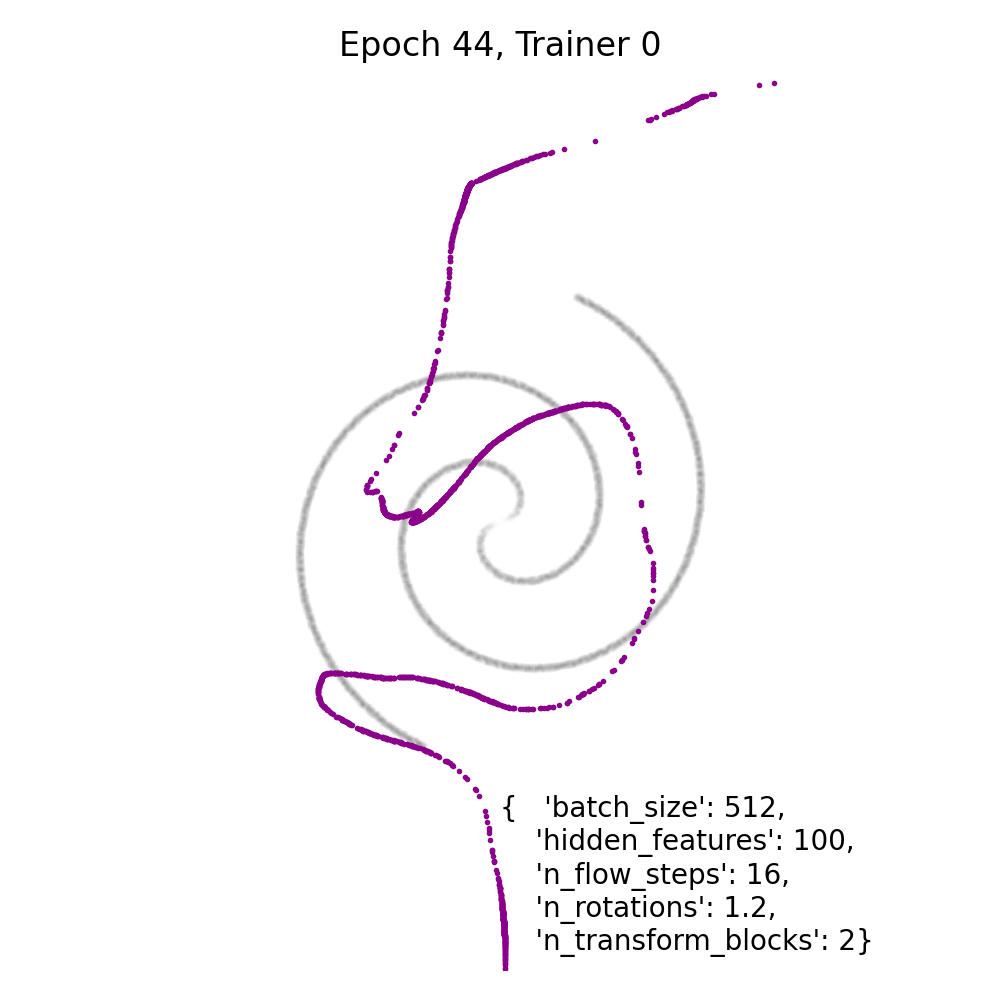 Epoch 44, Trainer 0
{   'batch_size': 512,
'hidden_features': 100,
'n_flow_steps': 16,
'n_rotations': 1.2,
'n_transform_blocks': 2}